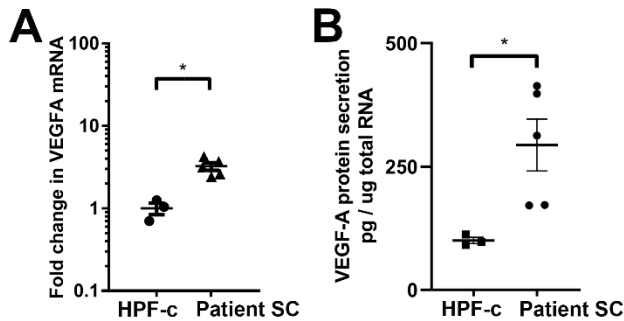 A
Fold change in VEGFA mRNA
100
10
1
0.1
*
HPF-c Patient SC
B
VEGF-A protein secretion
pg / ug total RNA
500
250
0
*
HPF-c Patient SC